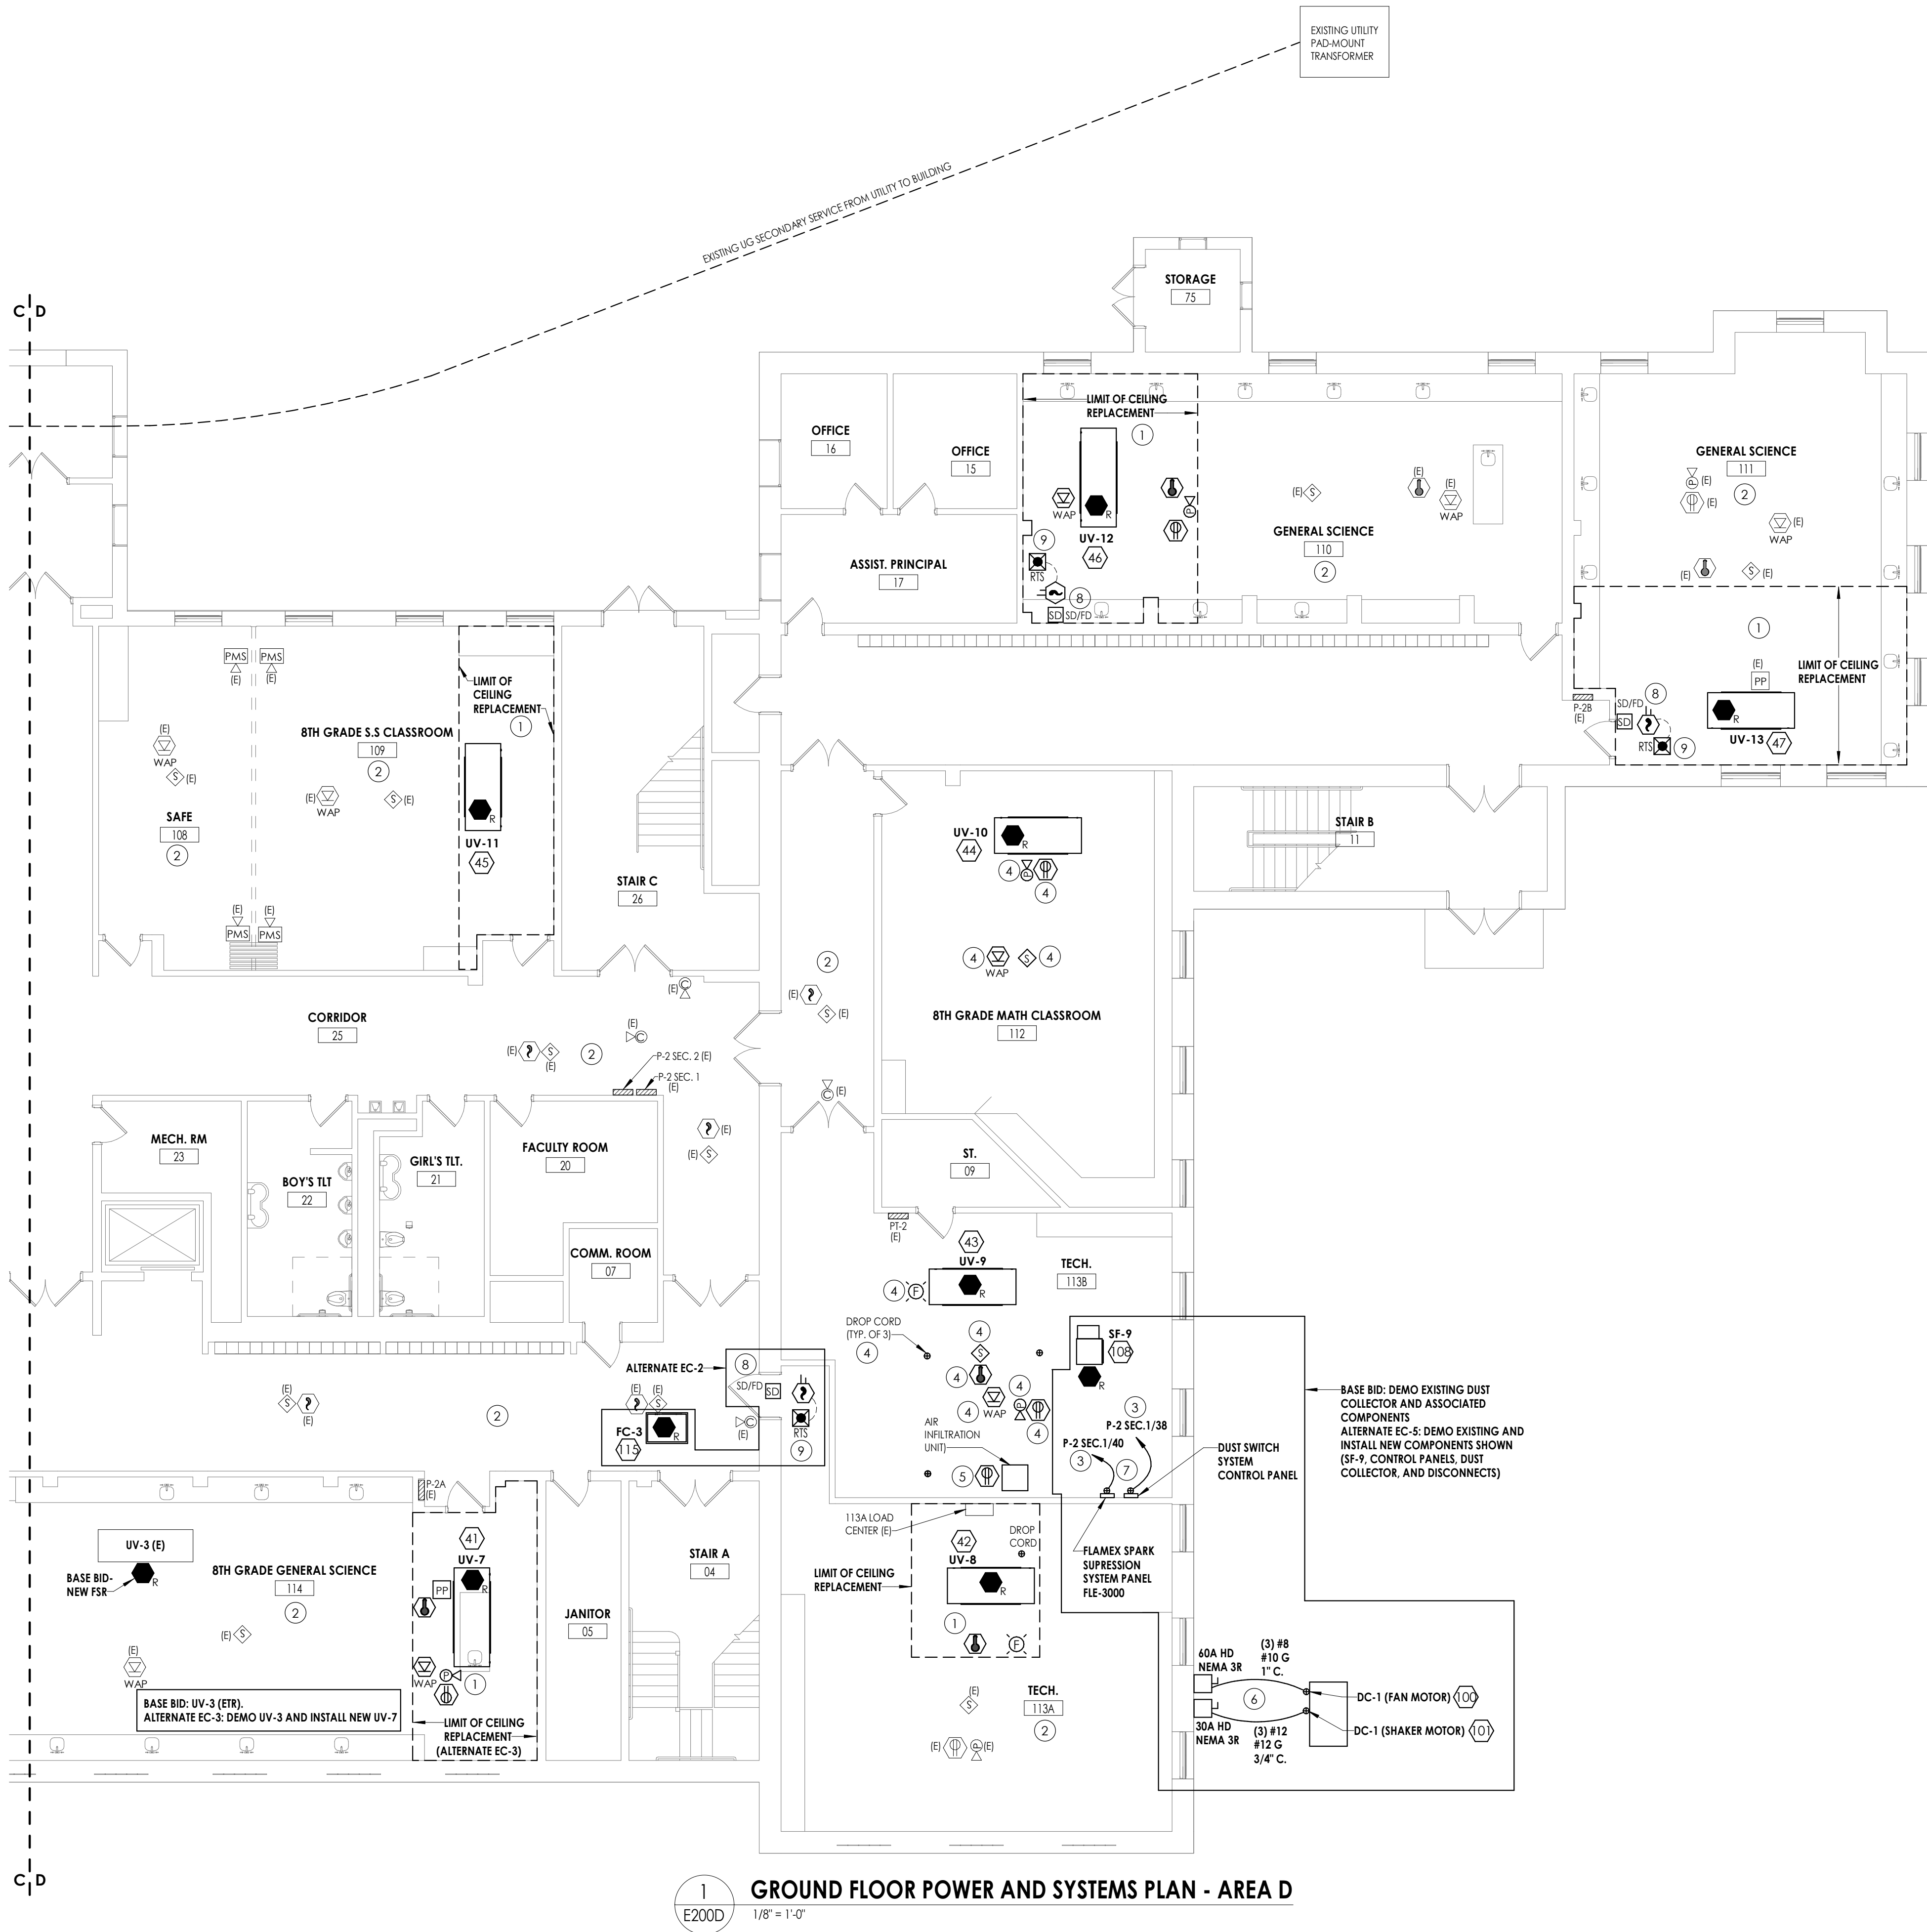 EXISTING UTILITY
PAD-MOUNT
TRANSFORMER
EXISTING UG SECONDARY SERVICE FROM UTILITY TO BUILDING
C D
STORAGE
75
OFFICE
16
OFFICE
15
ASSIST. PRINCIPAL
17
LIMIT OF CEILING
REPLACEMENT
1
WAP
R
P
UV-12
46
9
RTS
8
SD SD/FD
(E) S
(E)
(E)
WAP
GENERAL SCIENCE
110
2
GENERAL SCIENCE
111
2
P (E)
(E)
(E)
WAP
(E)
S (E)
1
(E)
PP
LIMIT OF CEILING
REPLACEMENT
P-2B
(E)
SD/FD
8
SD
RTS
9
R
UV-13
47
PMS PMS
(E) (E)
LIMIT OF
CEILING
REPLACEMENT
1
8TH GRADE S.S CLASSROOM
109
2
(E)
WAP
S (E)
(E)
WAP
S (E)
SAFE
108
2
R
UV-11
45
(E) (E)
PMS PMS
STAIR C
26
UV-10
44
R
4 P
4
4
WAP
S 4
8TH GRADE MATH CLASSROOM
112
STAIR B
11
2
(E)
S (E)
(E) C
CORRIDOR
25
(E)
C
(E) S
(E)
2
P-2 SEC. 2 (E)
P-2 SEC. 1
(E)
C (E)
(E)
(E) S
MECH. RM
23
BOY'S TLT
22
GIRL'S TLT.
21
FACULTY ROOM
20
COMM. ROOM
07
ST.
09
PT-2
(E)
43
UV-9
R
4 F
TECH.
113B
DROP CORD
(TYP. OF 3)
4
4
S
4
4
WAP
4
P
4
AIR
INFILTRATION
UNIT)
5
SF-9
108
R
3
P-2 SEC.1/38
P-2 SEC.1/40
3
7
DUST SWITCH
SYSTEM
CONTROL PANEL
BASE BID: DEMO EXISTING DUST
COLLECTOR AND ASSOCIATED
COMPONENTS
ALTERNATE EC-5: DEMO EXISTING AND
INSTALL NEW COMPONENTS SHOWN
(SF-9, CONTROL PANELS, DUST
COLLECTOR, AND DISCONNECTS)
ALTERNATE EC-2
8
SD/FD SD
C
(E)
RTS
9
(E) (E)
S
FC-3
115
R
(E)
S
(E)
2
P-2A
(E)
UV-3 (E)
BASE BID-
NEW FSR
R
8TH GRADE GENERAL SCIENCE
114
2
(E) S
(E)
WAP
BASE BID: UV-3 (ETR).
ALTERNATE EC-3: DEMO UV-3 AND INSTALL NEW UV-7
41
UV-7
PP
R
WAP
P
1
LIMIT OF CEILING
REPLACEMENT
(ALTERNATE EC-3)
JANITOR
05
STAIR A
04
113A LOAD
CENTER (E)
42
UV-8
DROP
CORD
R
LIMIT OF CEILING
REPLACEMENT
1
F
FLAMEX SPARK
SUPRESSION
SYSTEM PANEL
FLE-3000
(E)
S
TECH.
113A
2
(E) P (E)
60A HD
NEMA 3R
(3) #8
#10 G
1" C.
6
30A HD
NEMA 3R
(3) #12
#12 G
3/4" C.
DC-1 (FAN MOTOR) 100
DC-1 (SHAKER MOTOR) 101
C D
1
E200D
GROUND FLOOR POWER AND SYSTEMS PLAN - AREA D
1/8" = 1'-0"